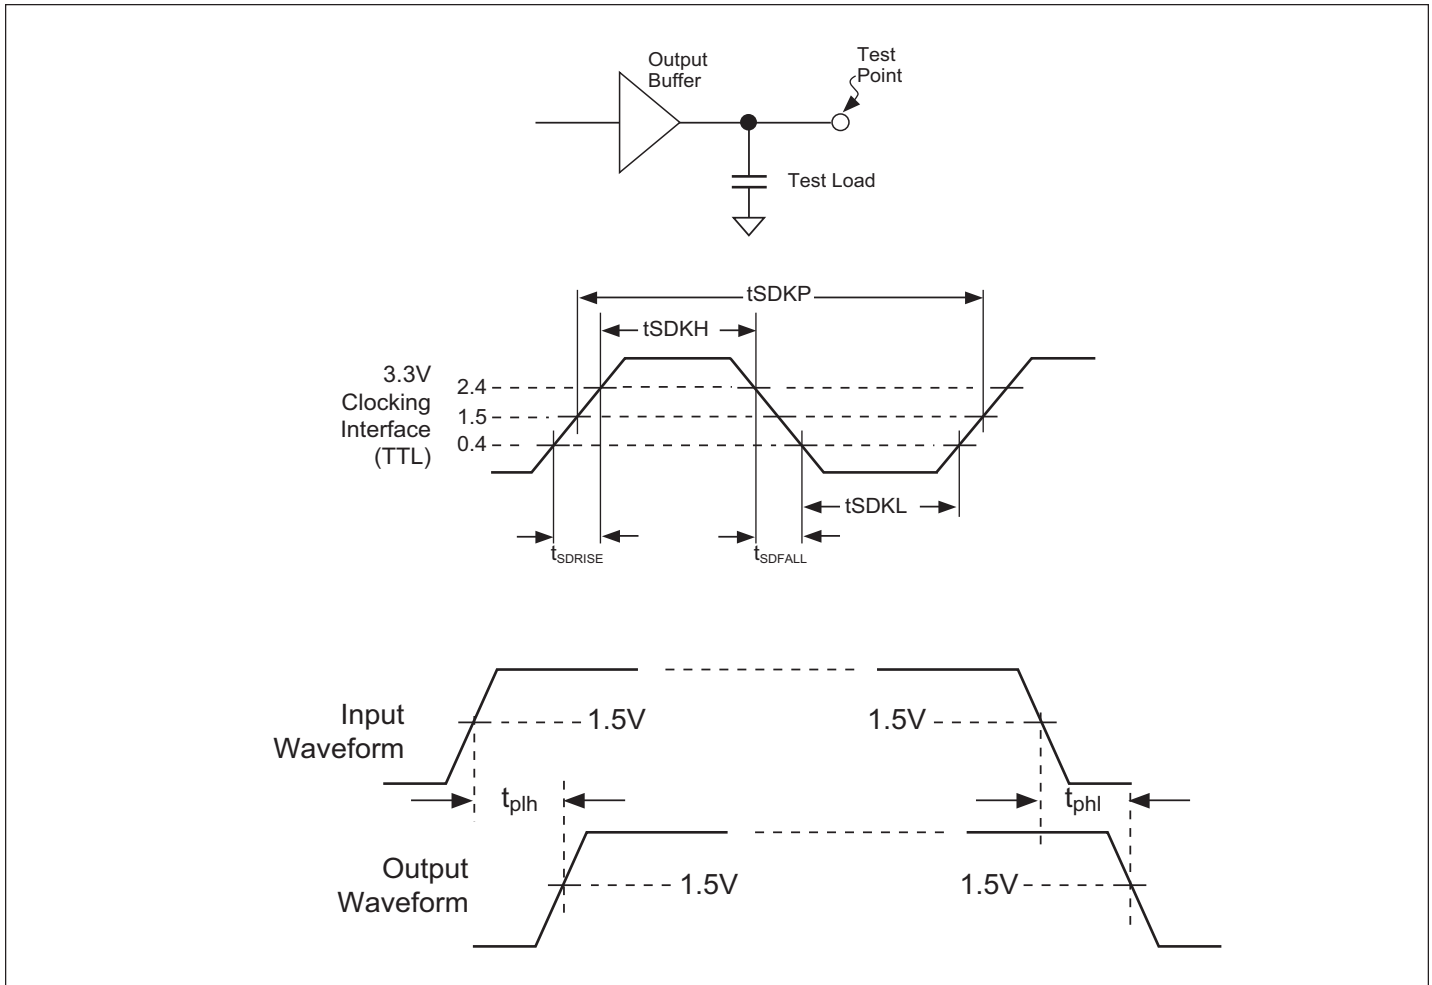 Output
Buffer
Test
Point
Test Load
tSDKP
tSDKH
3.3V
Clocking
Interface
(TTL)
2.4
1.5
0.4
tSDKL
tSDRISE
tSDFALL
Input
Waveform
1.5V
1.5V
tplh
tphl
Output
Waveform
1.5V
1.5V